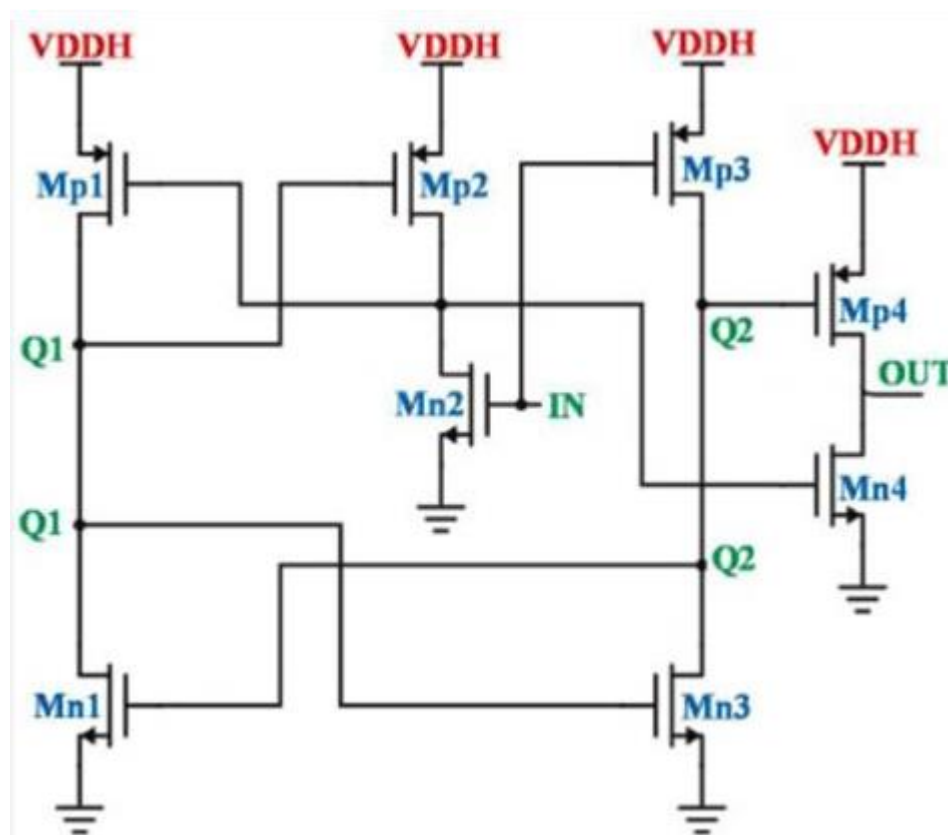 VDDH
VDDH
VDDH
VDDH
Mp1
Mp2
Mp3
Mp4
Q1
Q2
OUT
Mn2
IN
Mn4
Q1
Q2
Mn1
Mn3